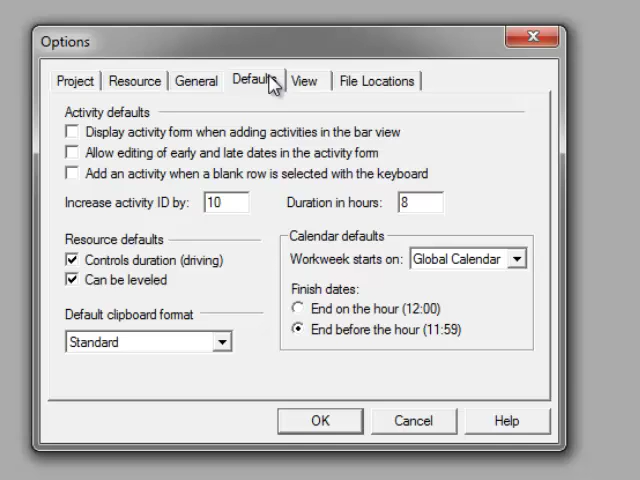 Options
Project Resource General Defaults View File Locations
Activity defaults
Display activity form when adding activities in the bar view
Allow editing of early and late dates in the activity form
Add an activity when a blank row is selected with the keyboard
Increase activity ID by: 10 Duration in hours: 8
Resource defaults
Controls duration (driving)
Can be leveled
Default clipboard format
Standard
Calendar defaults
Workweek starts on: Global Calendar
Finish dates:
End on the hour (12:00)
End before the hour (11:59)
OK Cancel Help